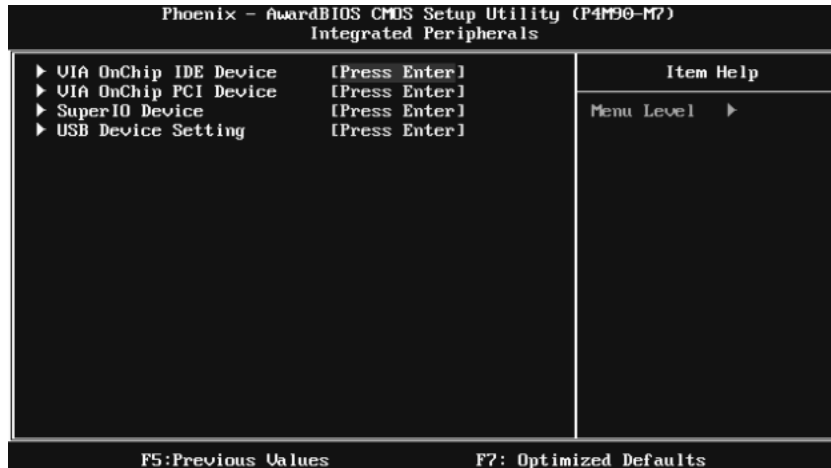 Phoenix - AwardBIOS CMOS Setup Utility (P4M90-M7)
Integrated Peripherals
VIA OnChip IDE Device [Press Enter]
VIA OnChip PCI Device [Press Enter]
SuperIO Device [Press Enter]
USB Device Setting [Press Enter]
Item Help
Menu Level
F5:Previous Values F7: Optimized Defaults